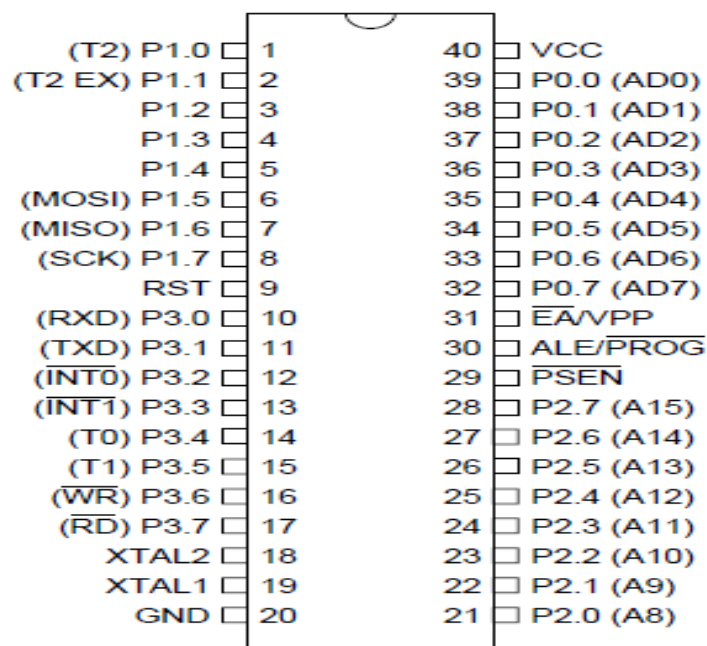 (T2) P1.0 1 40 VCC
(T2 EX) P1.1 2 39 P0.0 (AD0)
P1.2 3 38 P0.1 (AD1)
P1.3 4 37 P0.2 (AD2)
P1.4 5 36 P0.3 (AD3)
(MOSI) P1.5 6 35 P0.4 (AD4)
(MISO) P1.6 7 34 P0.5 (AD5)
(SCK) P1.7 8 33 P0.6 (AD6)
RST 9 32 P0.7 (AD7)
(RXD) P3.0 10 31 E̅A̅/VPP
(TXD) P3.1 11 30 ALE/P̅R̅O̅G̅
(I̅N̅T̅0̅) P3.2 12 29 P̅S̅E̅N̅
(I̅N̅T̅1̅) P3.3 13 28 P2.7 (A15)
(T0) P3.4 14 27 P2.6 (A14)
(T1) P3.5 15 26 P2.5 (A13)
(W̅R̅) P3.6 16 25 P2.4 (A12)
(R̅D̅) P3.7 17 24 P2.3 (A11)
XTAL2 18 23 P2.2 (A10)
XTAL1 19 22 P2.1 (A9)
GND 20 21 P2.0 (A8)